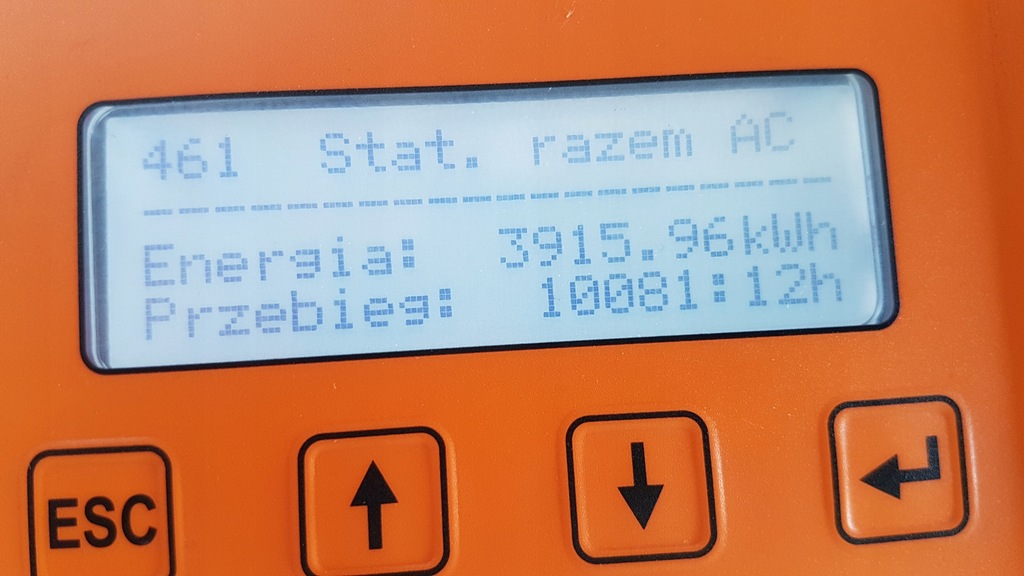 461 Stat. razem AC
Energia: 3915.96kWh
Przebieg: 10081:12h
ESC